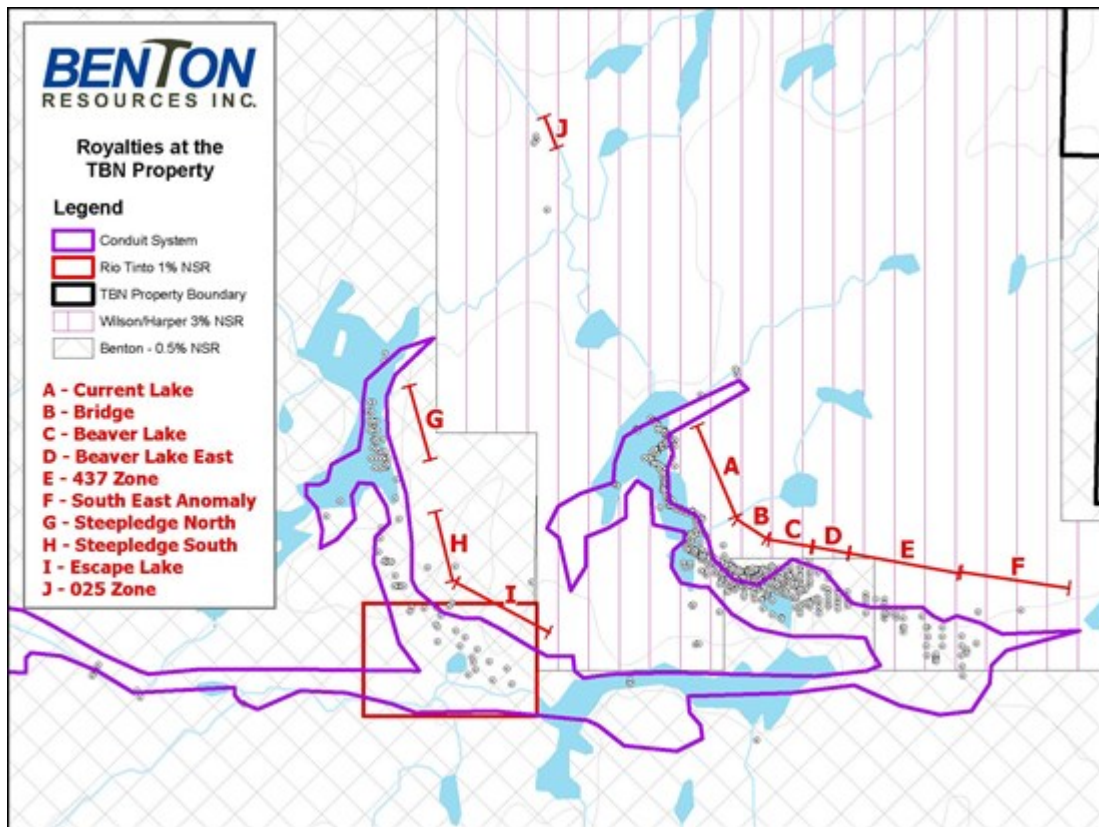 BENTON
RESOURCES INC.
Royalties at the
TBN Property
Legend
Conduit System
Rio Tinto 1% NSR
TBN Property Boundary
Wilson/Harper 3% NSR
Benton - 0.5% NSR
A - Current Lake
B - Bridge
C - Beaver Lake
D - Beaver Lake East
E - 437 Zone
F - South East Anomaly
G - Steepledge North
H - Steepledge South
I - Escape Lake
J - 025 Zone
J
G
A
B
C
D
E
F
H
I